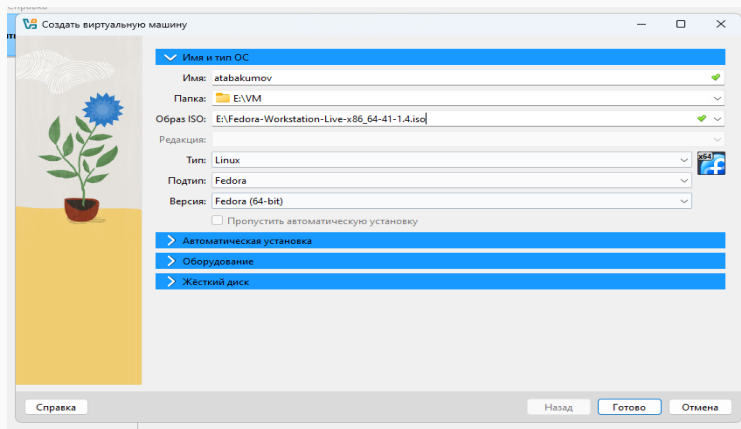 Справка
Создать виртуальную машину
Имя и тип ОС
Имя: atabakumov
Папка: E:\VM
Образ ISO: E:\Fedora-Workstation-Live-x86_64-41-1.4.iso
Редакция:
Тип: Linux
x64
Подтип: Fedora
Версия: Fedora (64-bit)
Пропустить автоматическую установку
Автоматическая установка
Оборудование
Жёсткий диск
Справка Назад Готово Отмена